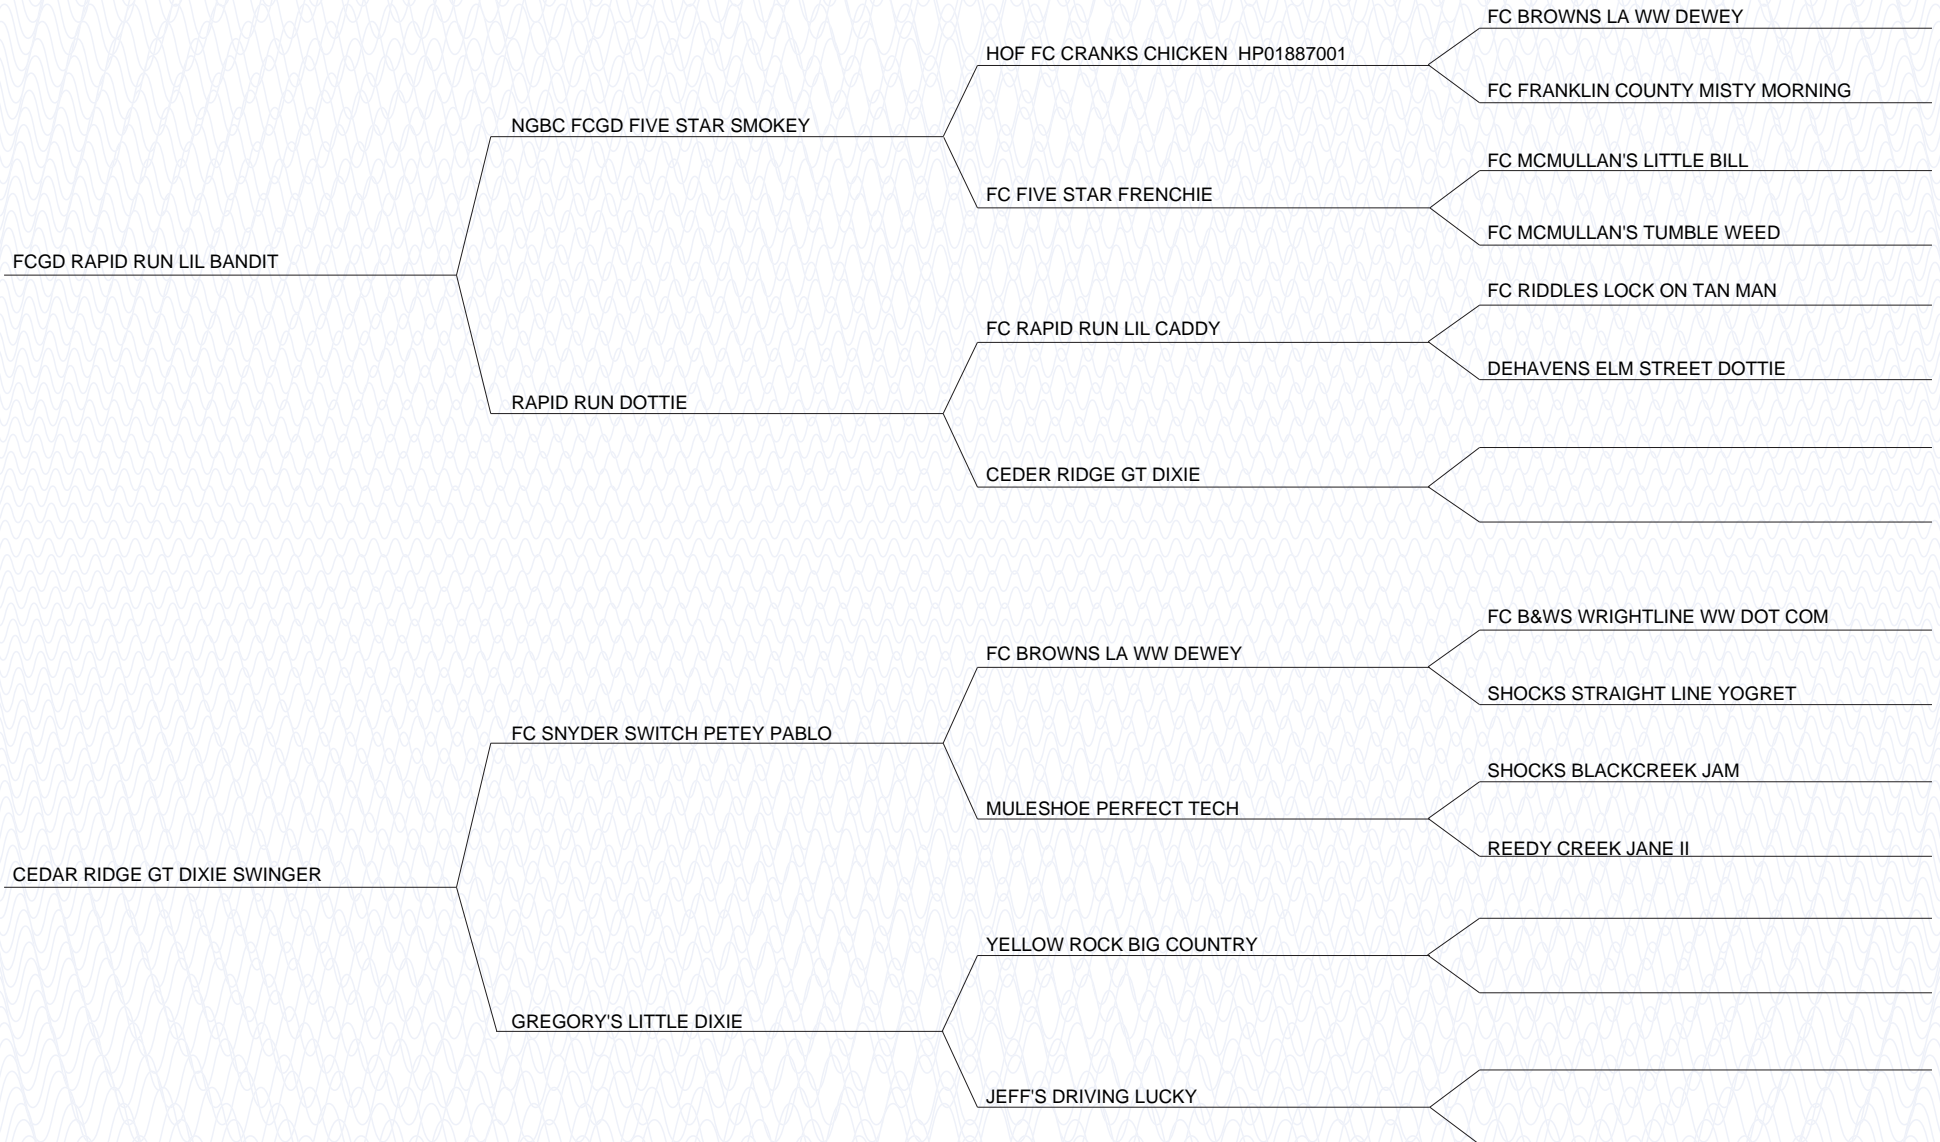 FC BROWNS LA WW DEWEY
HOF FC CRANKS CHICKEN  HP01887001
FC FRANKLIN COUNTY MISTY MORNING
NGBC FCGD FIVE STAR SMOKEY
FC MCMULLAN'S LITTLE BILL
FC FIVE STAR FRENCHIE
FC MCMULLAN'S TUMBLE WEED
FCGD RAPID RUN LIL BANDIT
FC RIDDLES LOCK ON TAN MAN
FC RAPID RUN LIL CADDY
DEHAVENS ELM STREET DOTTIE
RAPID RUN DOTTIE
CEDER RIDGE GT DIXIE
FC B&WS WRIGHTLINE WW DOT COM
FC BROWNS LA WW DEWEY
SHOCKS STRAIGHT LINE YOGRET
FC SNYDER SWITCH PETEY PABLO
SHOCKS BLACKCREEK JAM
MULESHOE PERFECT TECH
REEDY CREEK JANE II
CEDAR RIDGE GT DIXIE SWINGER
YELLOW ROCK BIG COUNTRY
GREGORY'S LITTLE DIXIE
JEFF'S DRIVING LUCKY